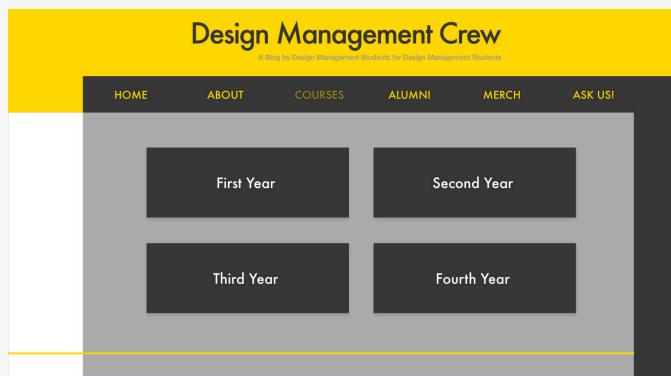 Design Management Crew
A Blog by Design Management Students for Design Management Students
HOME ABOUT COURSES ALUMNI MERCH ASK US!
First Year Second Year
Third Year Fourth Year